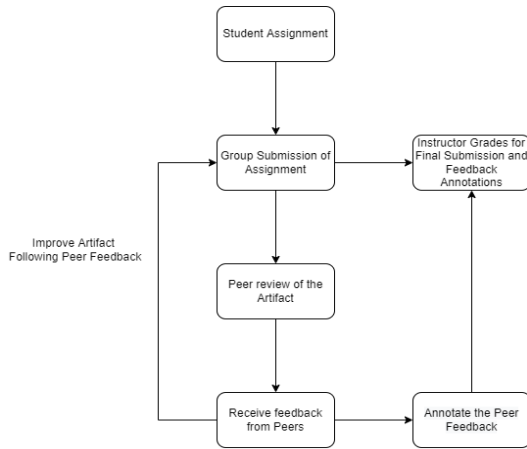 Student Assignment
Group Submission of
Assignment
Instructor Grades for
Final Submission and
Feedback
Annotations
Improve Artifact
Following Peer Feedback
Peer review of the
Artifact
Receive feedback
from Peers
Annotate the Peer
Feedback